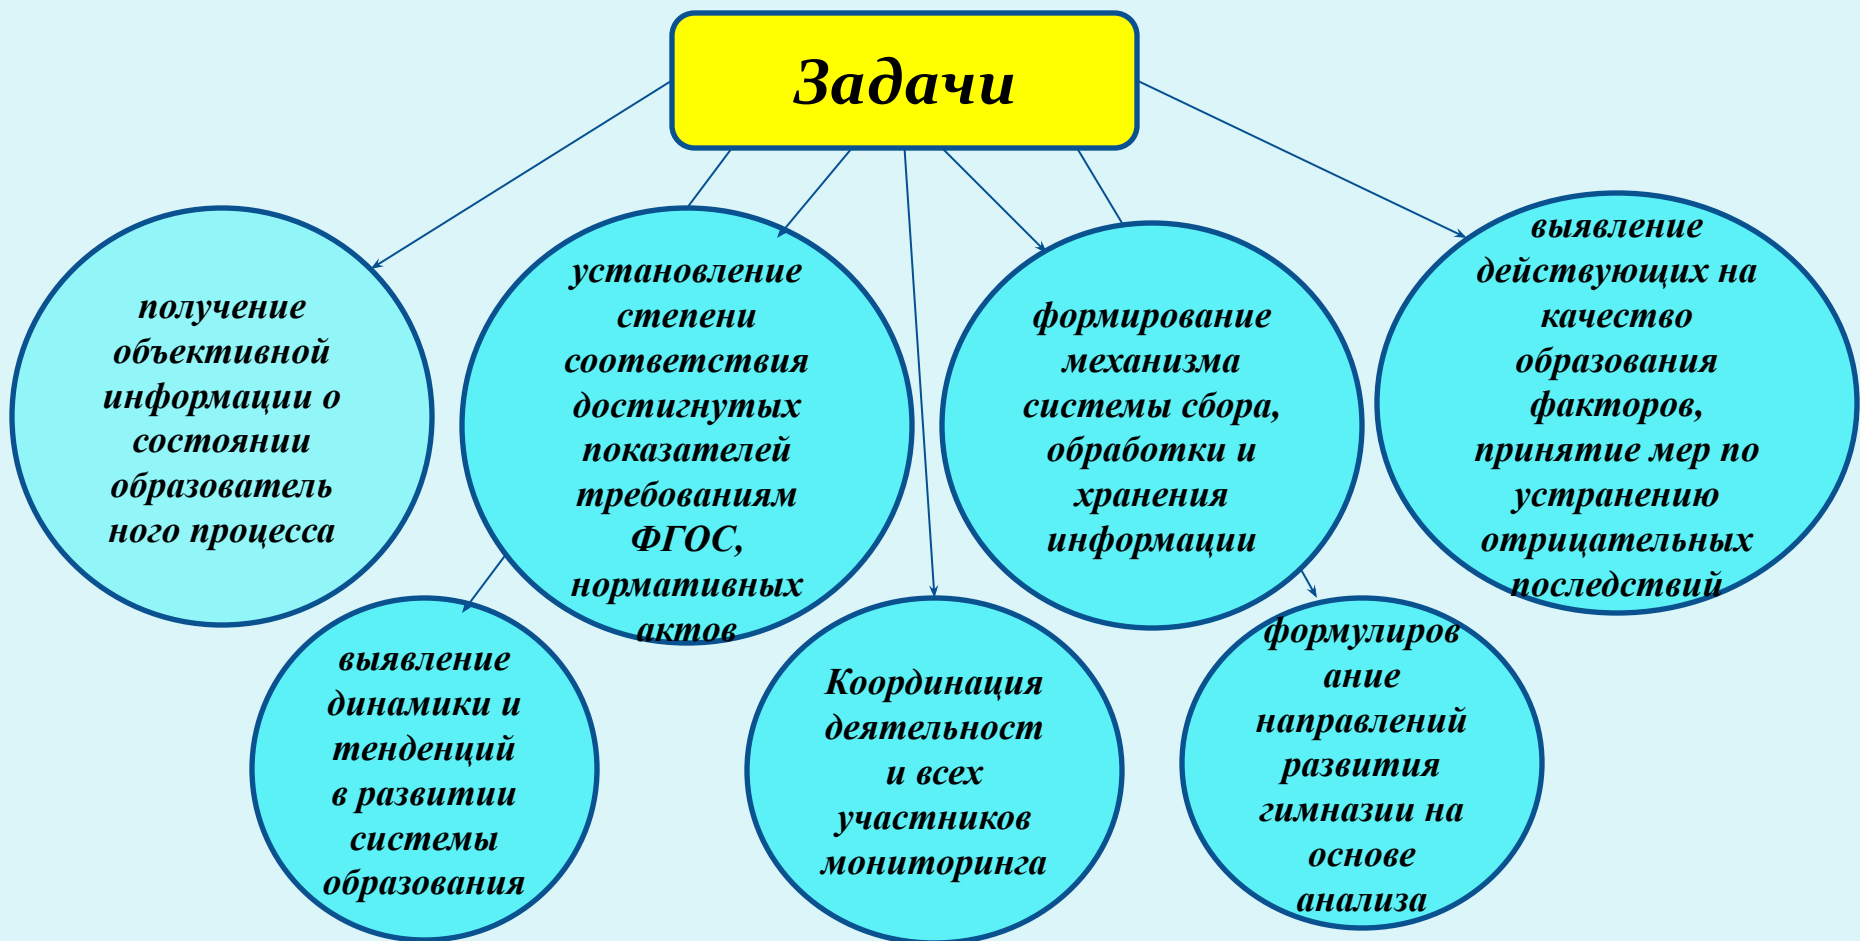 Задачи
получение
объективной
информации о
состоянии
образователь
ного процесса
установление
степени
соответствия
достигнутых
показателей
требованиям
ФГОС,
нормативных
актов
формирование
механизма
системы сбора,
обработки и
хранения
информации
выявление
действующих на
качество
образования
факторов,
принятие мер по
устранению
отрицательных
последствий
выявление
динамики и
тенденций
в развитии
системы
образования
Координация
деятельност
и всех
участников
мониторинга
формулиров
ание
направлений
развития
гимназии на
основе
анализа